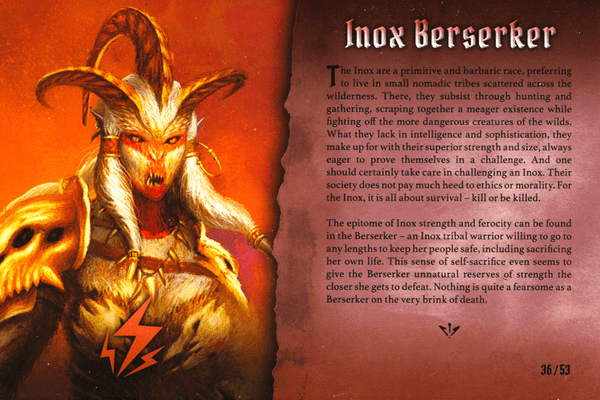 Inox Berserker
The Inox are a primitive and barbaric race, preferring
to live in small nomadic tribes scattered across the
wilderness. There, they subsist through hunting and
gathering, scraping together a meager existence while
fighting off the more dangerous creatures of the wilds.
What they lack in intelligence and sophistication, they
make up for with their superior strength and size, always
eager to prove themselves in a challenge. And one
should certainly take care in challenging an Inox. Their
society does not pay much heed to ethics or morality. For
the Inox, it is all about survival – kill or be killed.
The epitome of Inox strength and ferocity can be found
in the Berserker – an Inox tribal warrior willing to go to
any lengths to keep her people safe, including sacrificing
her own life. This sense of self-sacrifice even seems to
give the Berserker unnatural reserves of strength the
closer she gets to defeat. Nothing is quite a fearsome as a
Berserker on the very brink of death.
36/53